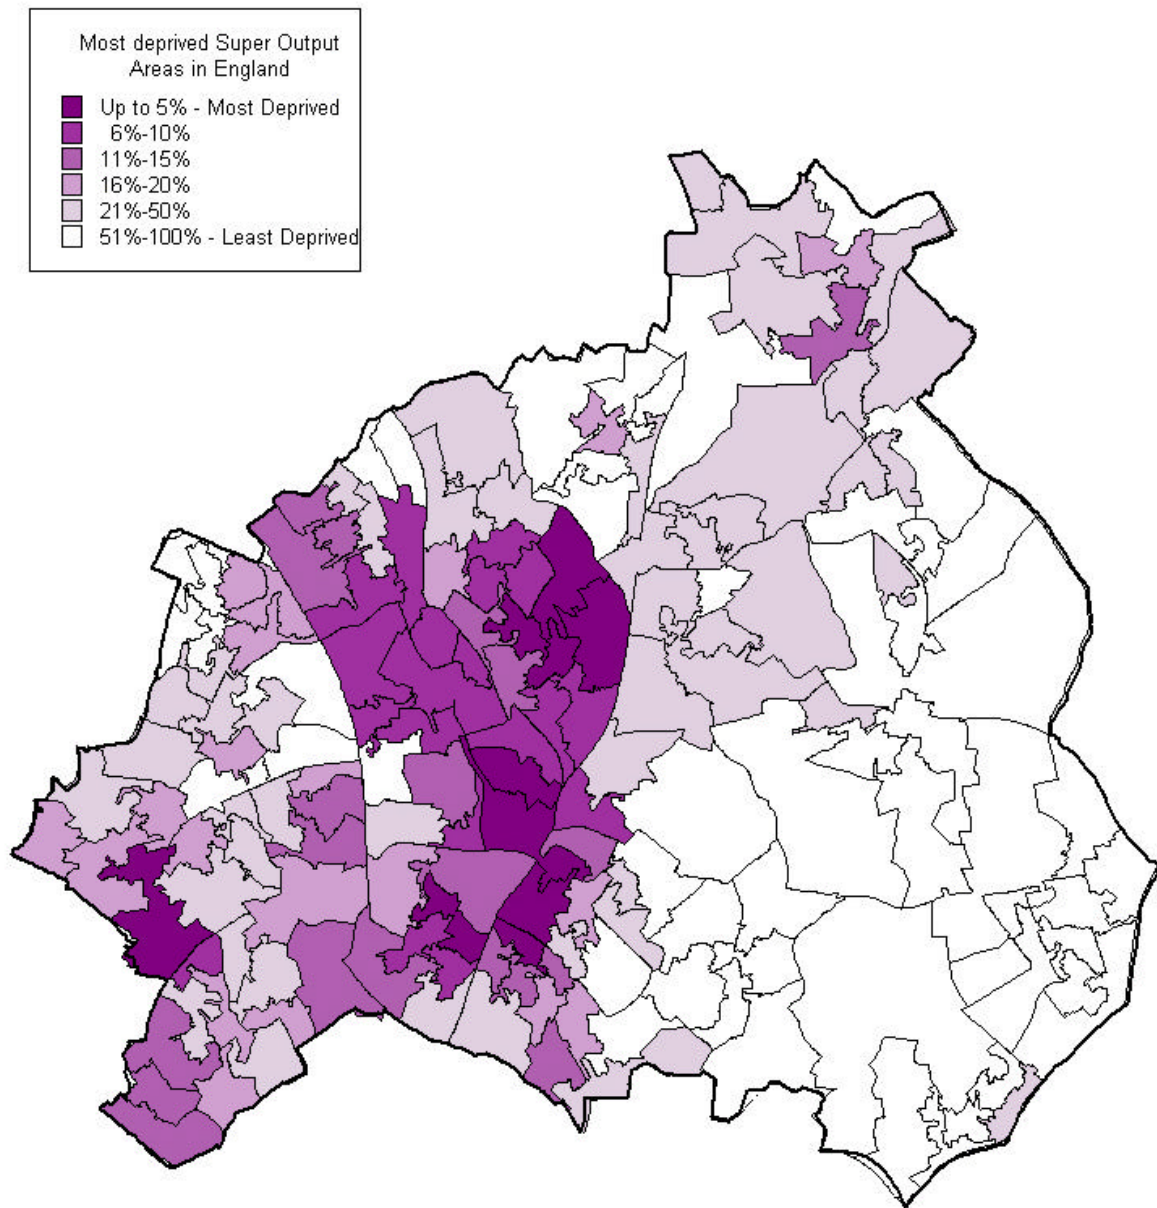 Most deprived Super Output
Areas in England
Up to 5% - Most Deprived
6%-10%
11%-15%
16%-20%
21%-50%
51%-100% - Least Deprived